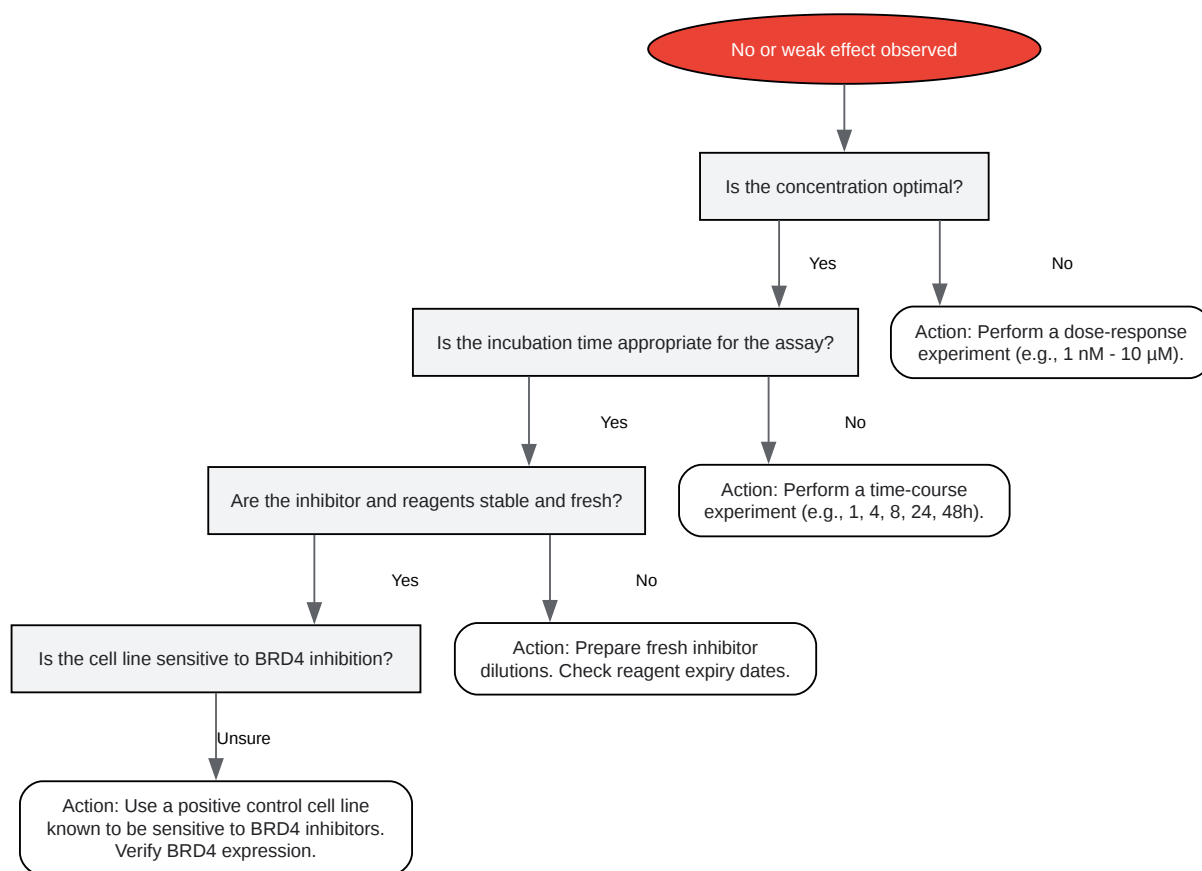 No or weak effect observed
Is the concentration optimal?
Yes
No
Action: Perform a dose-response
experiment (e.g., 1 nM - 10 µM).
Is the incubation time appropriate for the assay?
Yes
No
Action: Perform a time-course
experiment (e.g., 1, 4, 8, 24, 48h).
Are the inhibitor and reagents stable and fresh?
Yes
No
Action: Prepare fresh inhibitor
dilutions. Check reagent expiry dates.
Is the cell line sensitive to BRD4 inhibition?
Unsure
Action: Use a positive control cell line
known to be sensitive to BRD4 inhibitors.
Verify BRD4 expression.